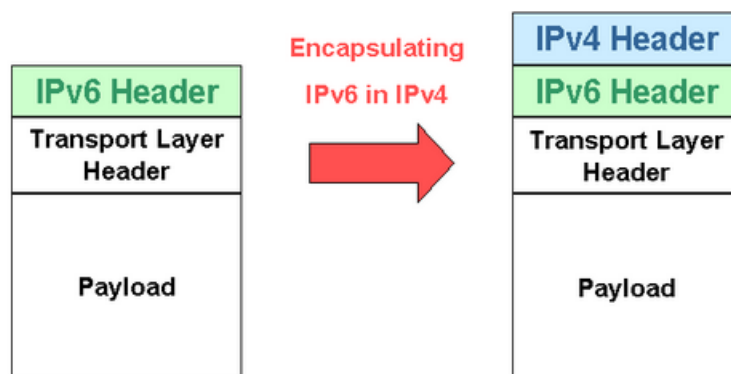 IPv6 Header
Transport Layer
Header
Payload
Encapsulating
IPv6 in IPv4
IPv4 Header
IPv6 Header
Transport Layer
Header
Payload